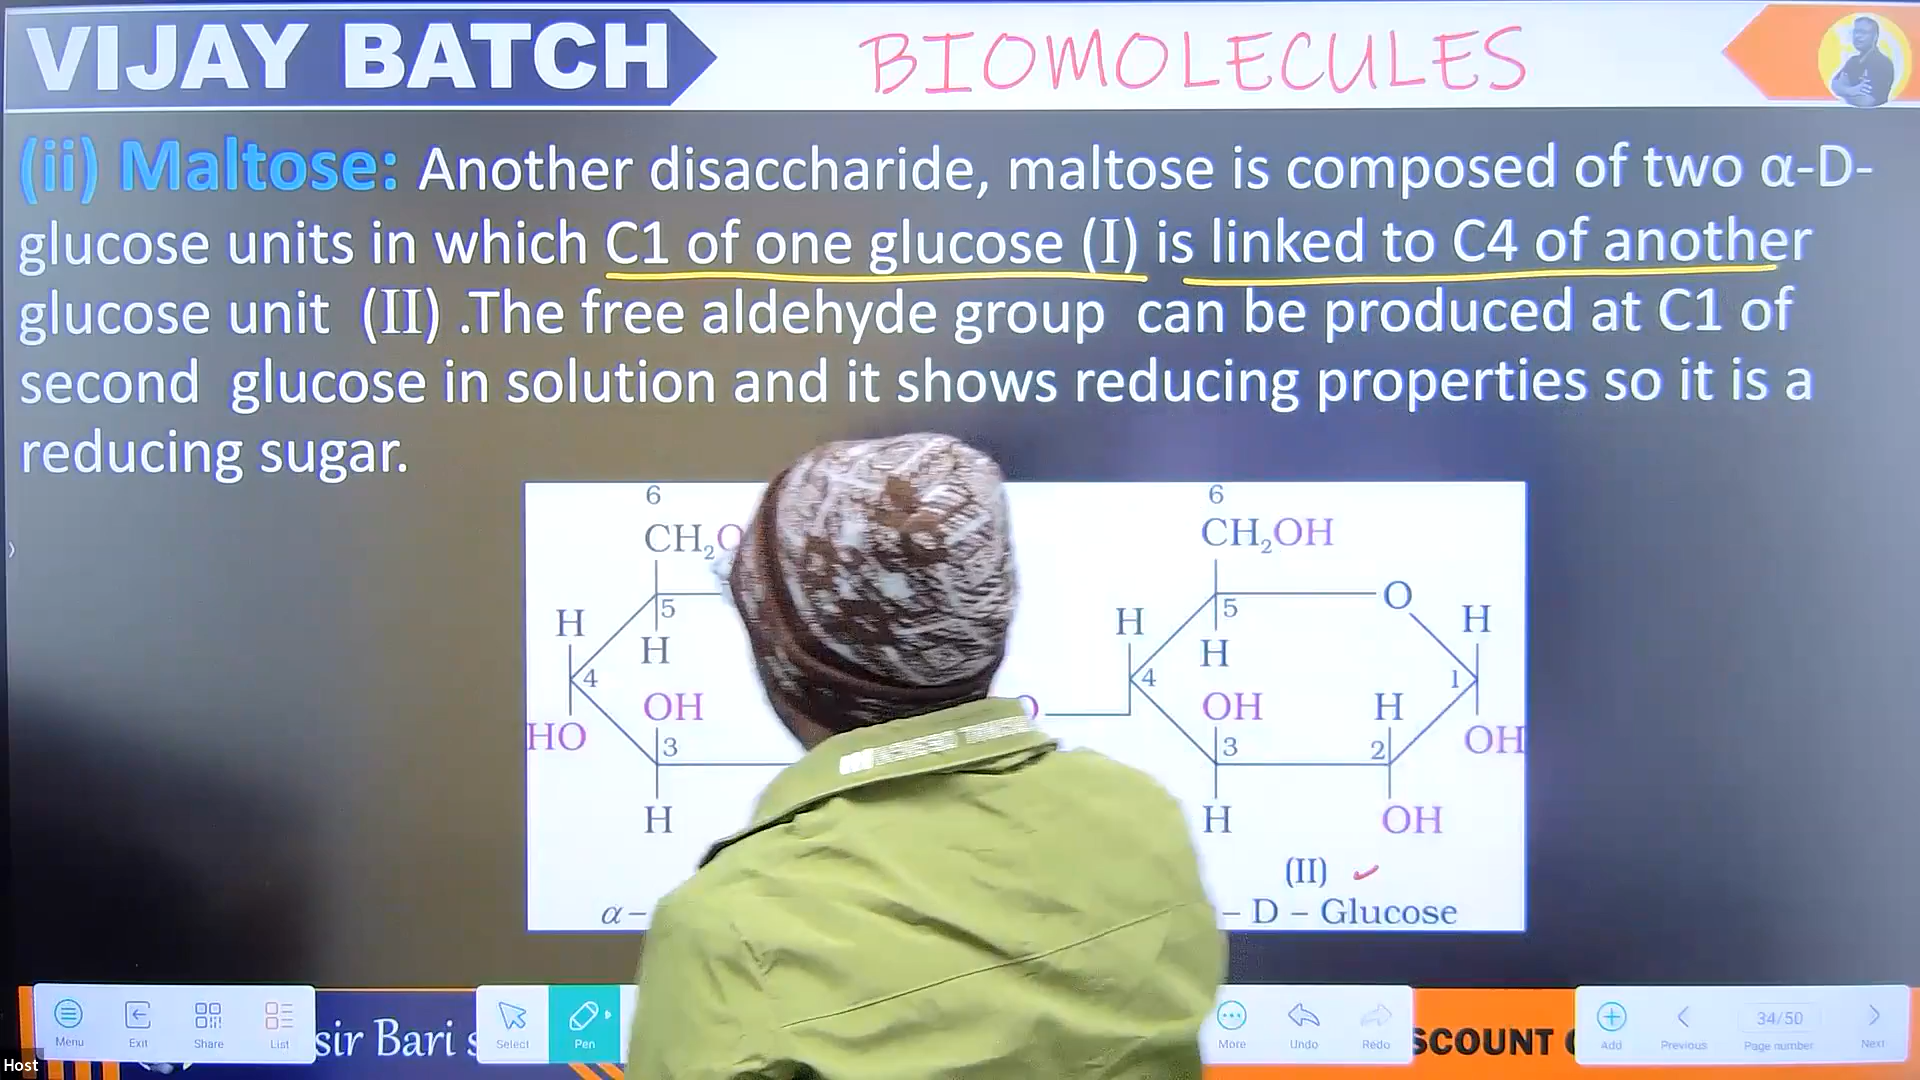 VIJAY BATCH
BIOMOLECULES
(ii) Maltose: Another disaccharide, maltose is composed of two α-D-
glucose units in which C1 of one glucose (I) is linked to C4 of another
glucose unit (II) .The free aldehyde group can be produced at C1 of
second glucose in solution and it shows reducing properties so it is a
reducing sugar.
6 6
CH₂O CH₂OH
5 5 O
H H H
H H
4 4 1
OH OH H
HO O OH
3 3 2
H H OH
(II)
α – – D – Glucose
Menu Exit Share List sir Bari s Select Pen More Undo Redo SCOUNT Add Previous 34/50 Page number Next
Host